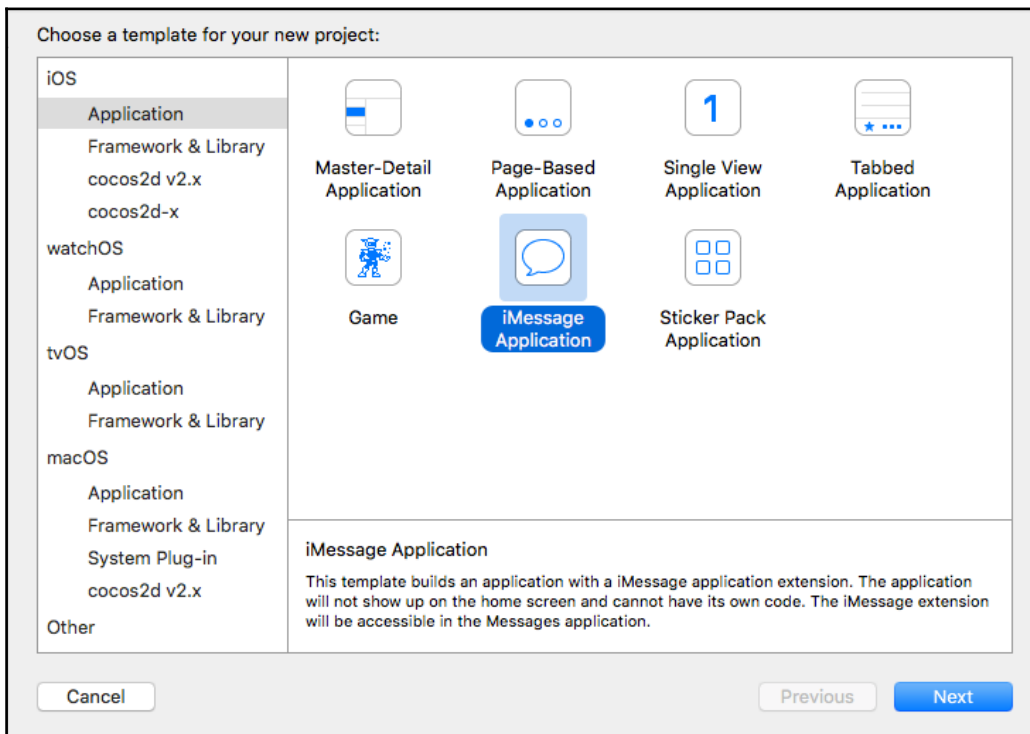 Choose a template for your new project:
iOS
Application
Framework & Library
cocos2d v2.x
cocos2d-x
watchOS
Application
Framework & Library
tvOS
Application
Framework & Library
macOS
Application
Framework & Library
System Plug-in
cocos2d v2.x
Other
1
Master-Detail
Application
Page-Based
Application
Single View
Application
Tabbed
Application
Game
iMessage
Application
Sticker Pack
Application
iMessage Application
This template builds an application with a iMessage application extension. The application
will not show up on the home screen and cannot have its own code. The iMessage extension
will be accessible in the Messages application.
Cancel
Previous
Next